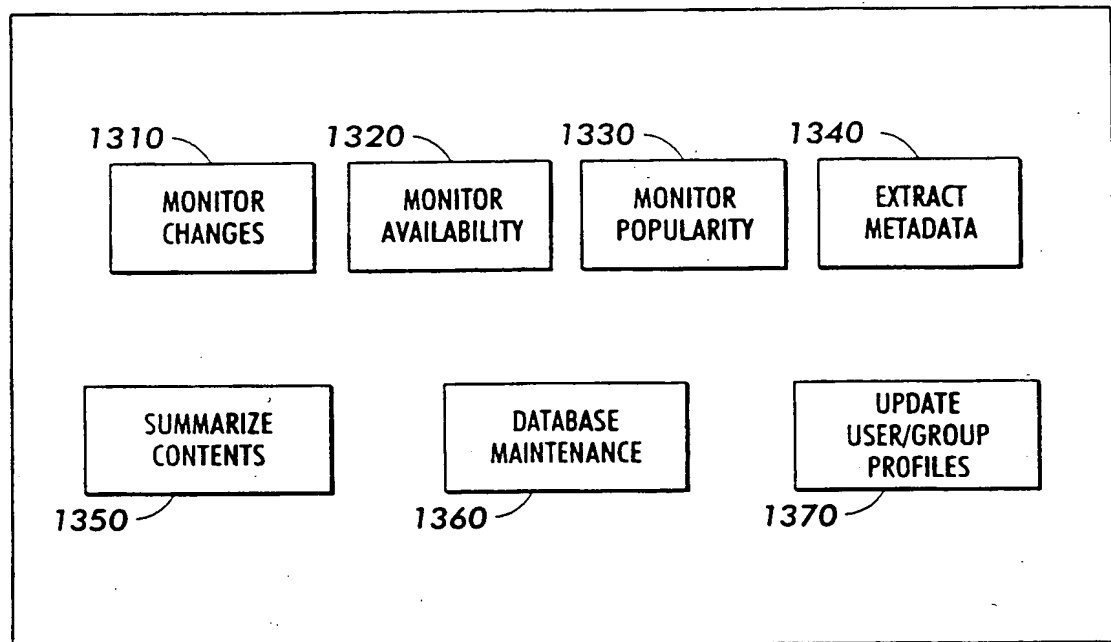 1310
1320
1330
1340
MONITOR
CHANGES
MONITOR
AVAILABILITY
MONITOR
POPULARITY
EXTRACT
METADATA
SUMMARIZE
CONTENTS
DATABASE
MAINTENANCE
UPDATE
USER/GROUP
PROFILES
1350
1360
1370